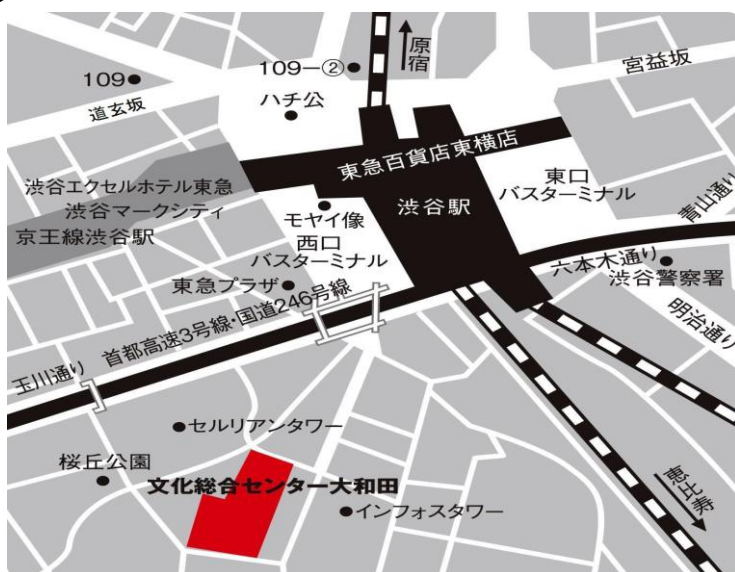 原宿
宮益坂
109-②
109
道玄坂
ハチ公
東急百貨店東横店
東口
バスターミナル
青山通り
渋谷エクセルホテル東急
渋谷マークシティ
京王線渋谷駅
モヤイ像
西口
バスターミナル
渋谷駅
六本木通り
渋谷警察署
東急プラザ
明治通り
首都高速3号線・国道246号線
玉川通り
セルリアンタワー
桜丘公園
文化総合センター大和田
インフォスタワー
恵比寿